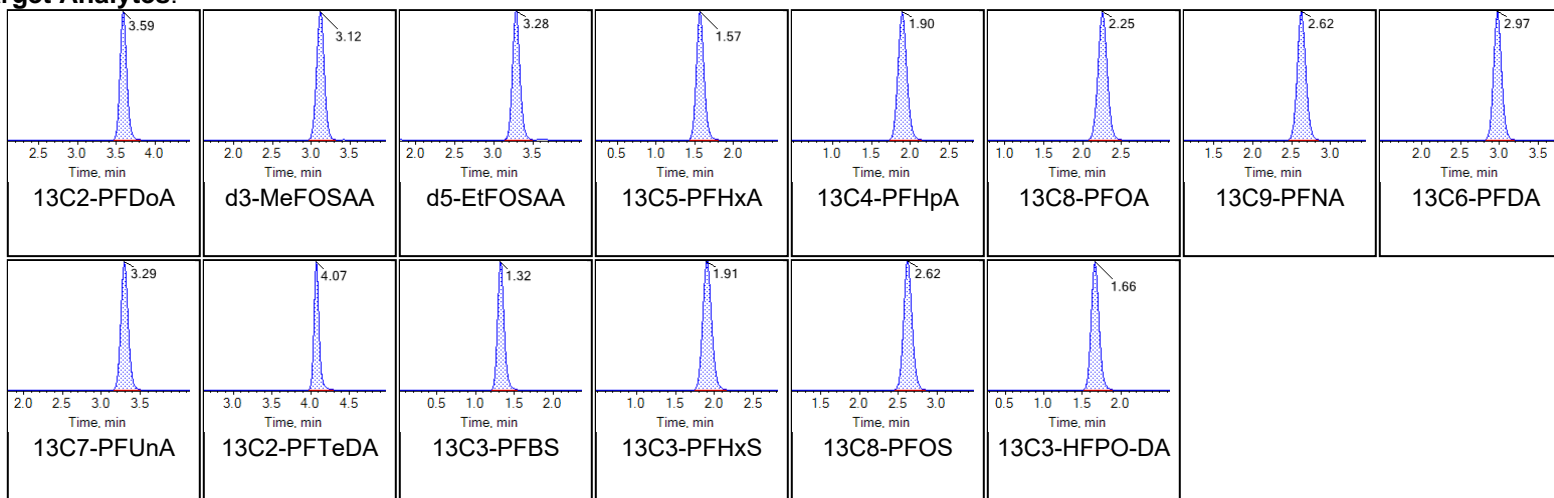 rget Analytes:
3.59 3.12 3.28 1.57 1.90 2.25 2.62 2.97
2.5 3.0 3.5 4.0 2.0 2.5 3.0 3.5 2.0 2.5 3.0 3.5 0.5 1.0 1.5 2.0 1.0 1.5 2.0 2.5 1.0 1.5 2.0 2.5 1.5 2.0 2.5 3.0 2.0 2.5 3.0 3.5
Time, min Time, min Time, min Time, min Time, min Time, min Time, min Time, min
13C2-PFDoA d3-MeFOSAA d5-EtFOSAA 13C5-PFHxA 13C4-PFHpA 13C8-PFOA 13C9-PFNA 13C6-PFDA
3.29 4.07 1.32 1.91 2.62 1.66
2.0 2.5 3.0 3.5 3.0 3.5 4.0 4.5 0.5 1.0 1.5 2.0 1.0 1.5 2.0 2.5 1.5 2.0 2.5 3.0 0.5 1.0 1.5 2.0
Time, min Time, min Time, min Time, min Time, min Time, min
13C7-PFUnA 13C2-PFTeDA 13C3-PFBS 13C3-PFHxS 13C8-PFOS 13C3-HFPO-DA